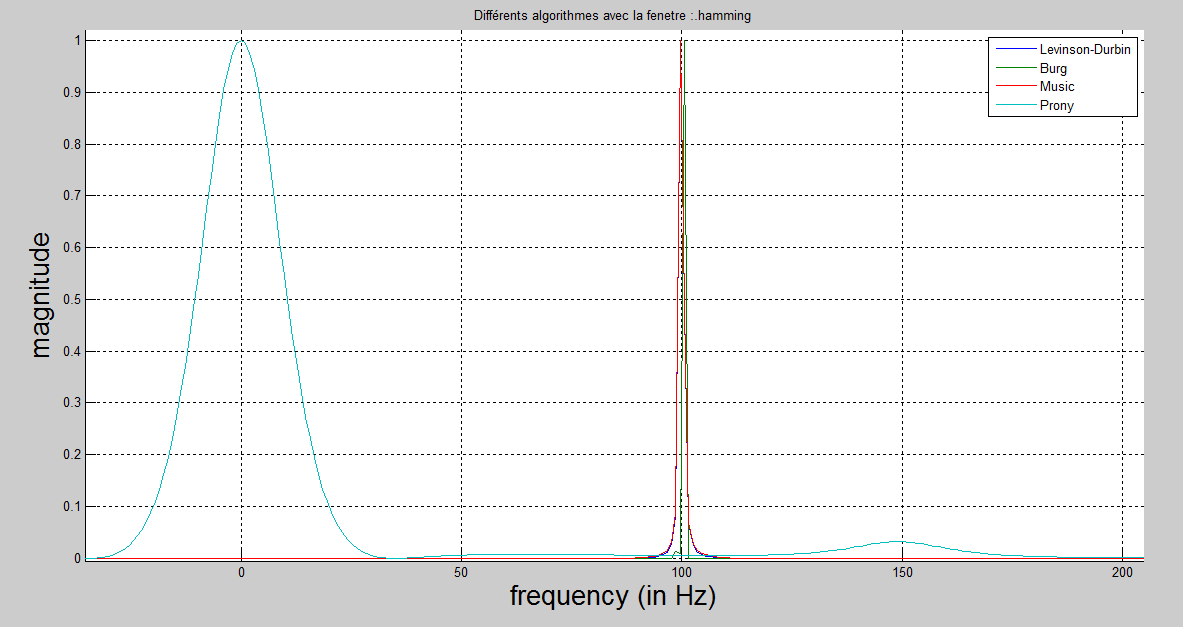 Différents algorithmes avec la fenetre :.hamming
Levinson-Durbin
Burg
Music
Prony
1
0.9
0.8
0.7
0.6
0.5
0.4
0.3
0.2
0.1
0
magnitude
0 50 100 150 200
frequency (in Hz)